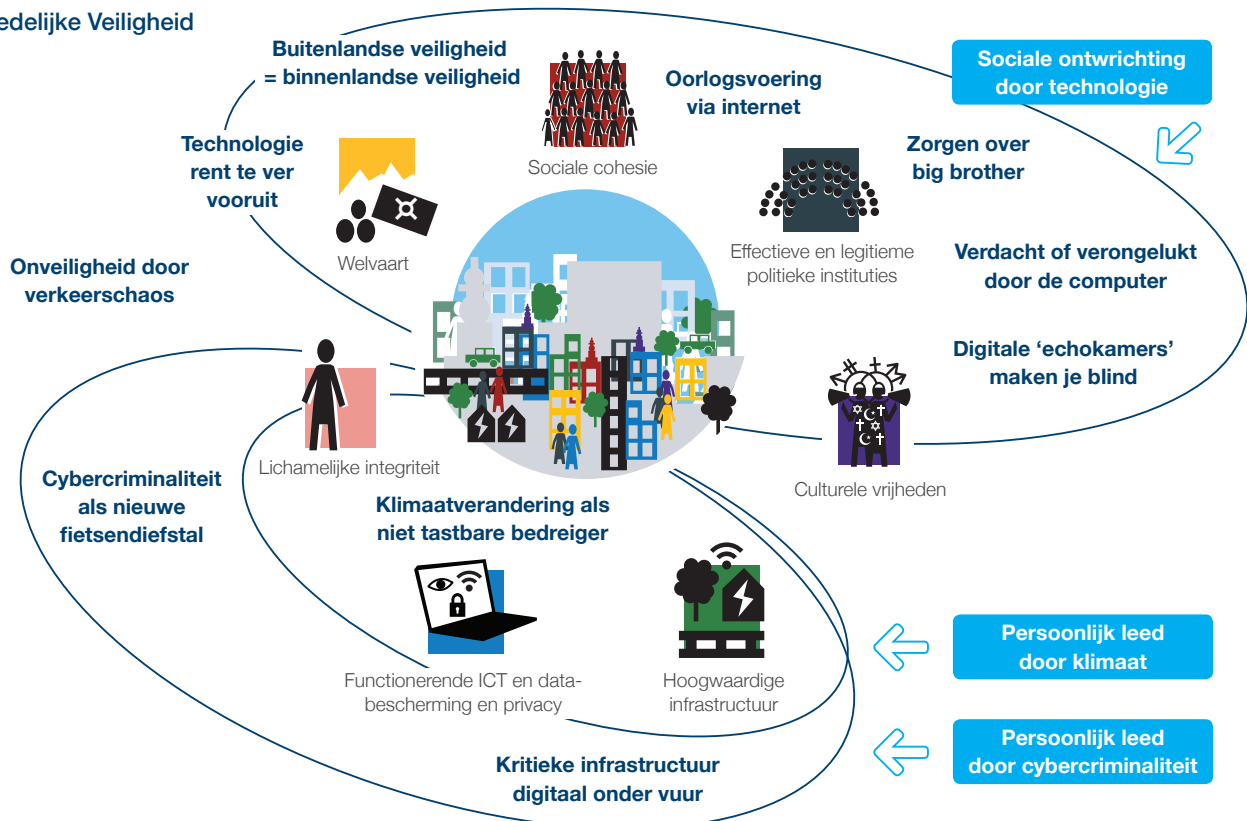 Veiligheid
Buitenlandse veiligheid
= binnenlandse veiligheid
Oorlogsvoering
via internet
Sociale ontwrichting
door technologie
Technologie
rent te ver
vooruit
Sociale cohesie
Zorgen over
big brother
Welvaart
Effectieve en legitieme
politieke instituties
Onveiligheid door
verkeerschaos
Verdacht of verongelukt
door de computer
Digitale ‘echokamers’
maken je blind
Lichamelijke integriteit
Culturele vrijheden
Cybercriminaliteit
als nieuwe
fietsendiefstal
Klimaatverandering als
niet tastbare bedreiger
Functionerende ICT en data-
bescherming en privacy
Hoogwaardige
infrastructuur
Persoonlijk leed
door klimaat
Persoonlijk leed
door cybercriminaliteit
Kritieke infrastructuur
digitaal onder vuur